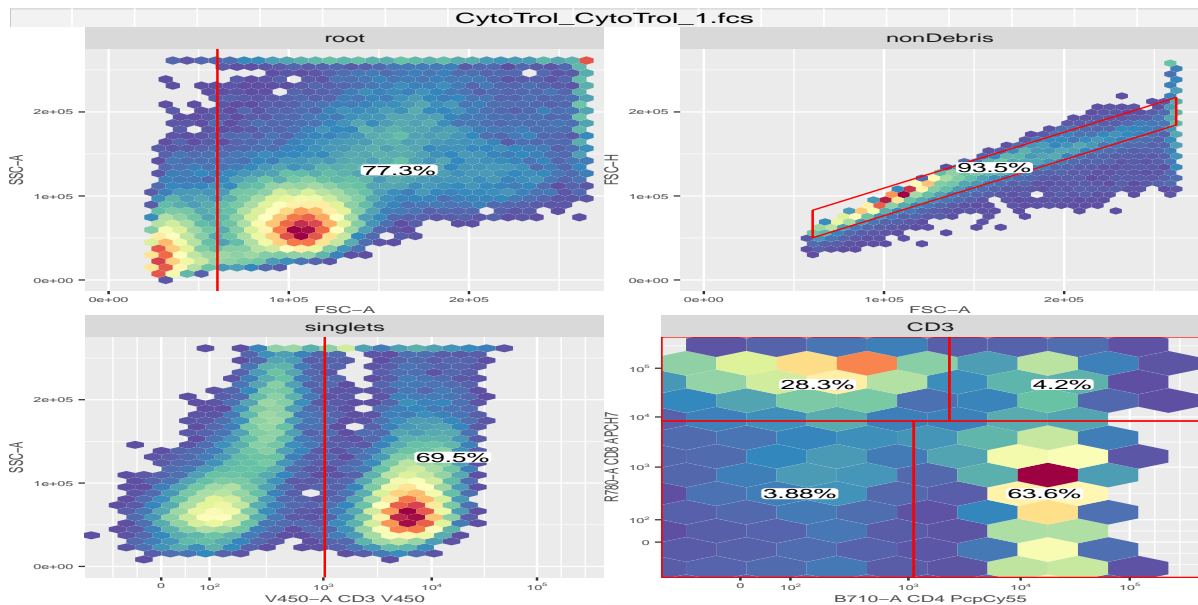 CytoTrol_CytoTrol_1.fcs
root
nonDebris
SSC−A
2e+05
1e+05
0e+00
77.3%
0e+00
1e+05
2e+05
FSC−A
FSC−H
2e+05
1e+05
0e+00
93.5%
0e+00
1e+05
2e+05
FSC−A
singlets
CD3
SSC−A
2e+05
1e+05
0e+00
69.5%
0
10²
10³
10⁴
10⁵
V450−A CD3 V450
R780−A CD8 APCH7
10⁵
10⁴
10³
10²
0
28.3%
4.2%
3.88%
63.6%
0
10²
10³
10⁴
10⁵
B710−A CD4 PcpCy55